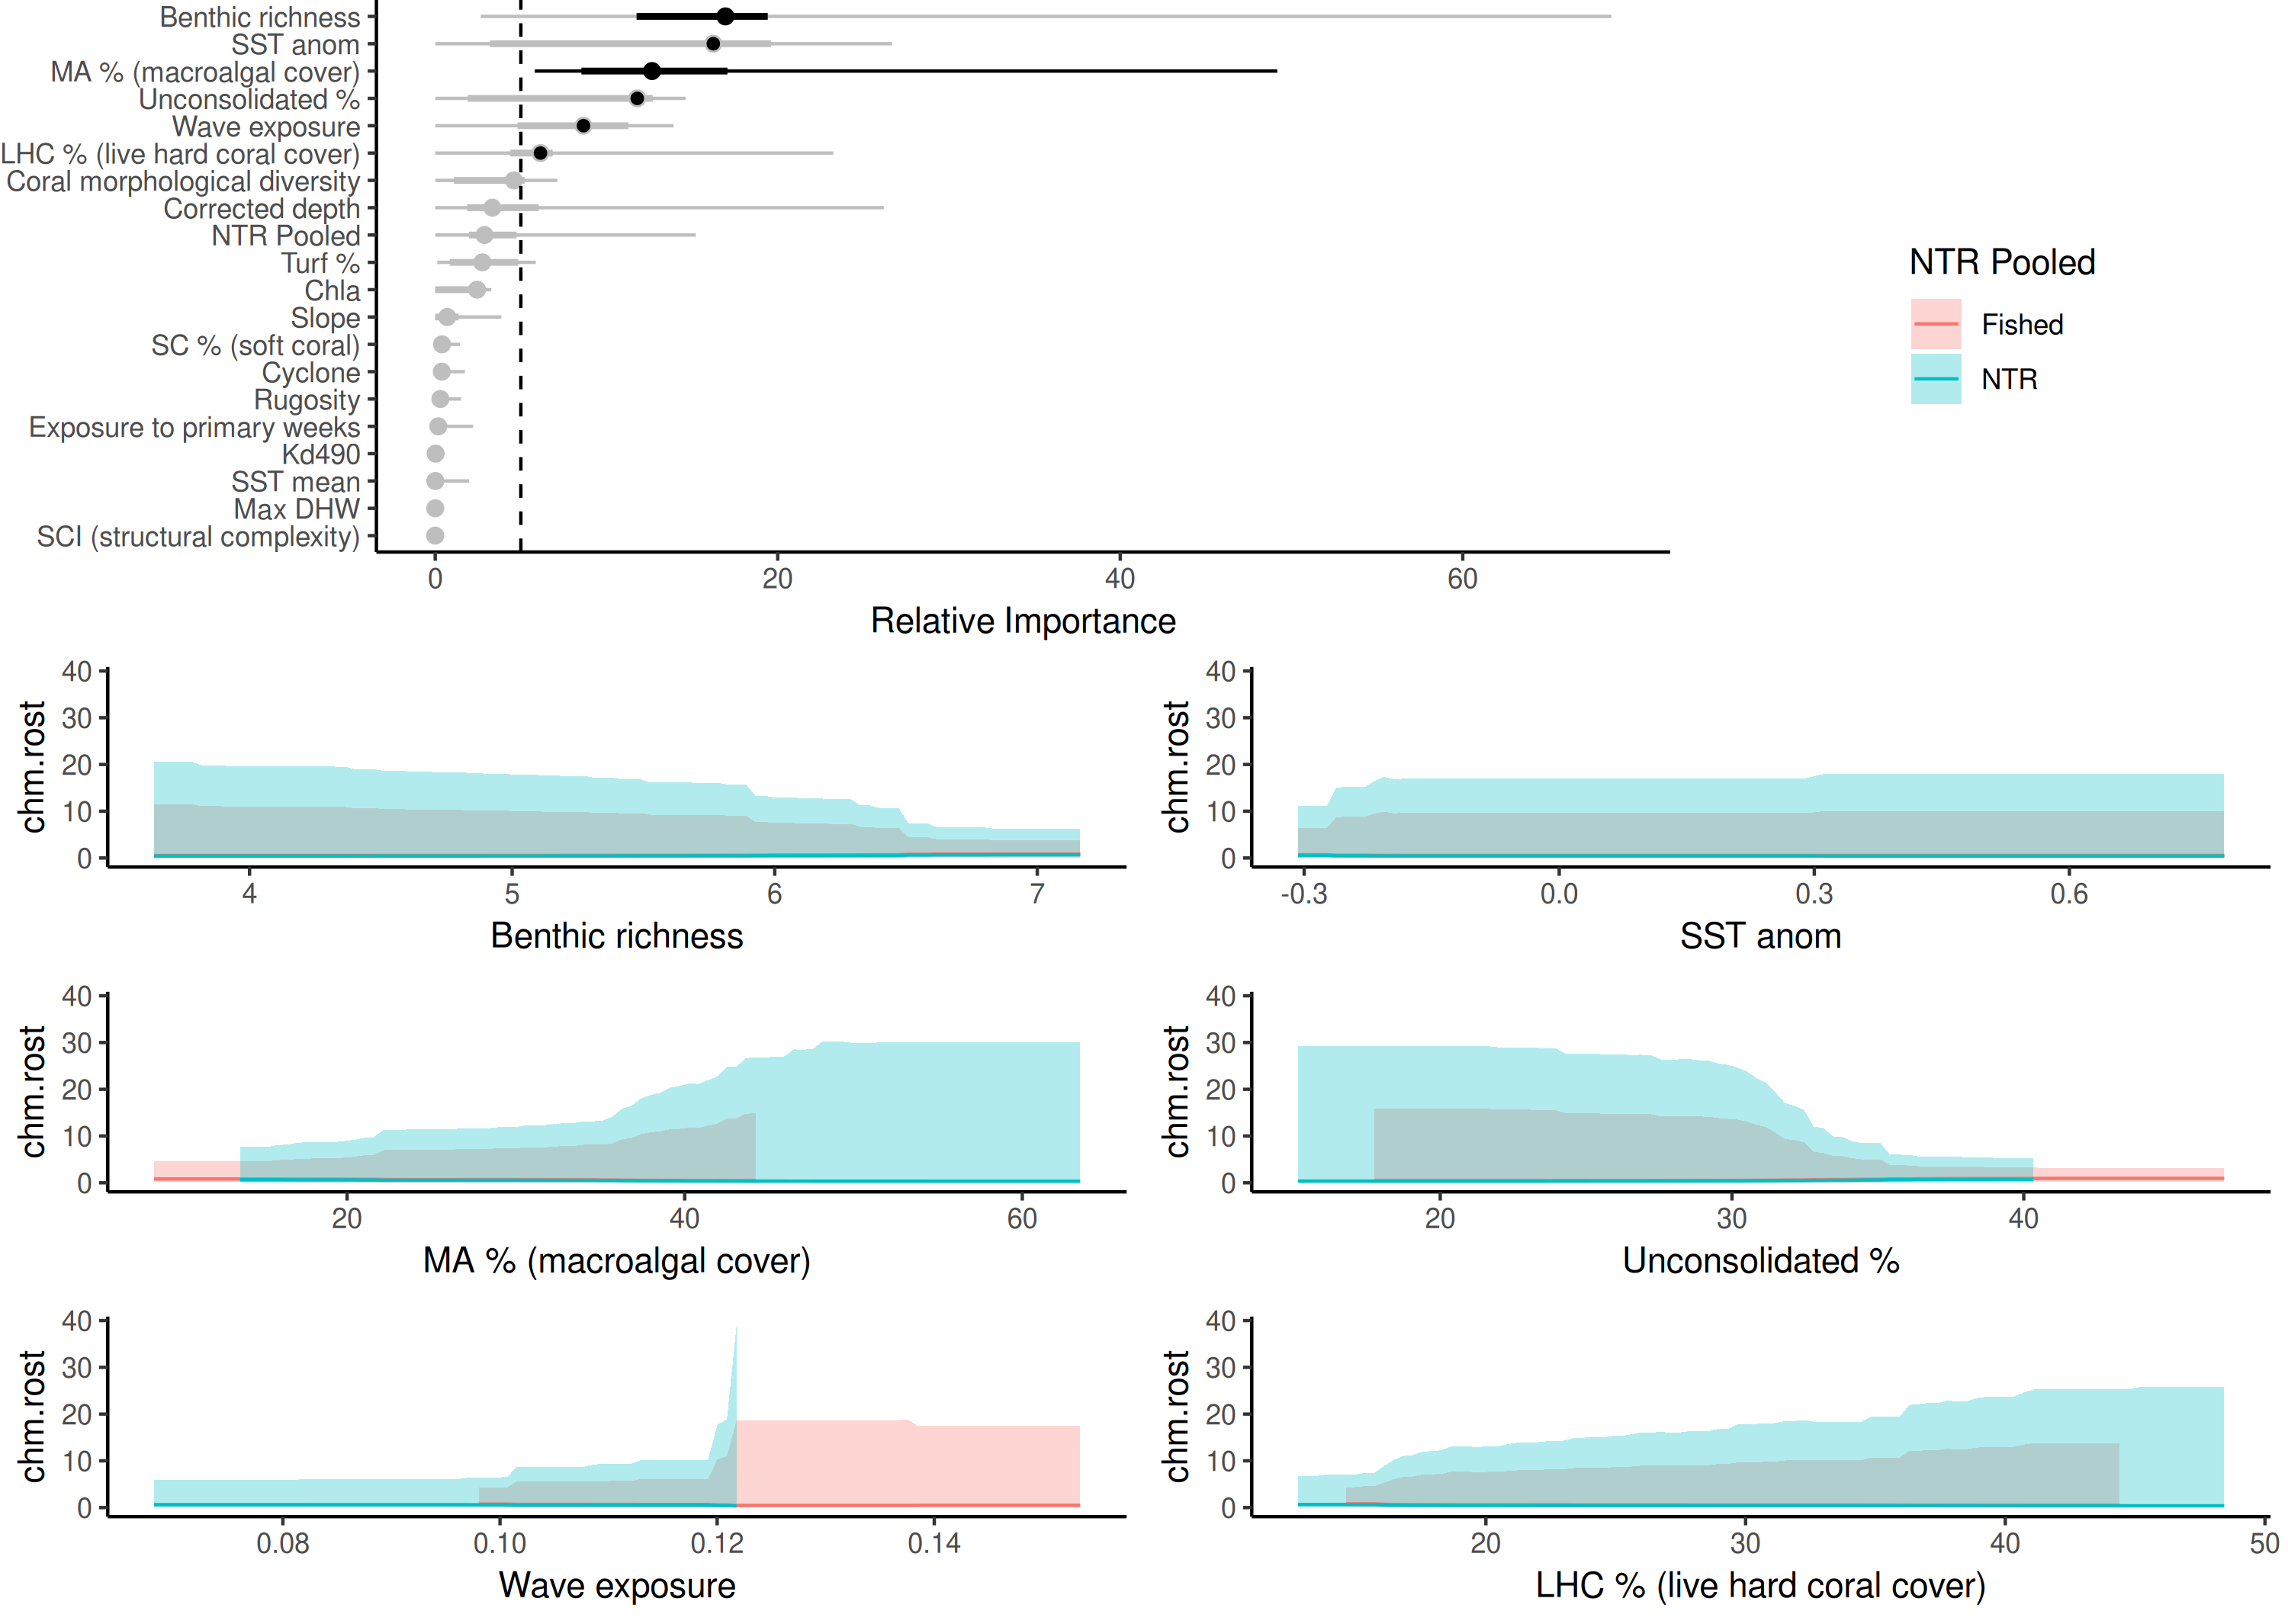 Benthic richness
SST anom
MA % (macroalgal cover)
Unconsolidated %
Wave exposure
LHC % (live hard coral cover)
Coral morphological diversity
Corrected depth
NTR Pooled
Turf %
Chla
Slope
SC % (soft coral)
Cyclone
Rugosity
Exposure to primary weeks
Kd490
SST mean
Max DHW
SCI (structural complexity)
0 20 40 60
Relative Importance
NTR Pooled
Fished
NTR
40
30
20
10
0
chm.rost
4 5 6 7
Benthic richness
40
30
20
10
0
chm.rost
-0.3 0.0 0.3 0.6
SST anom
40
30
20
10
0
chm.rost
20 40 60
MA % (macroalgal cover)
40
30
20
10
0
chm.rost
20 30 40
Unconsolidated %
40
30
20
10
0
chm.rost
0.08 0.10 0.12 0.14
Wave exposure
40
30
20
10
0
chm.rost
20 30 40 50
LHC % (live hard coral cover)